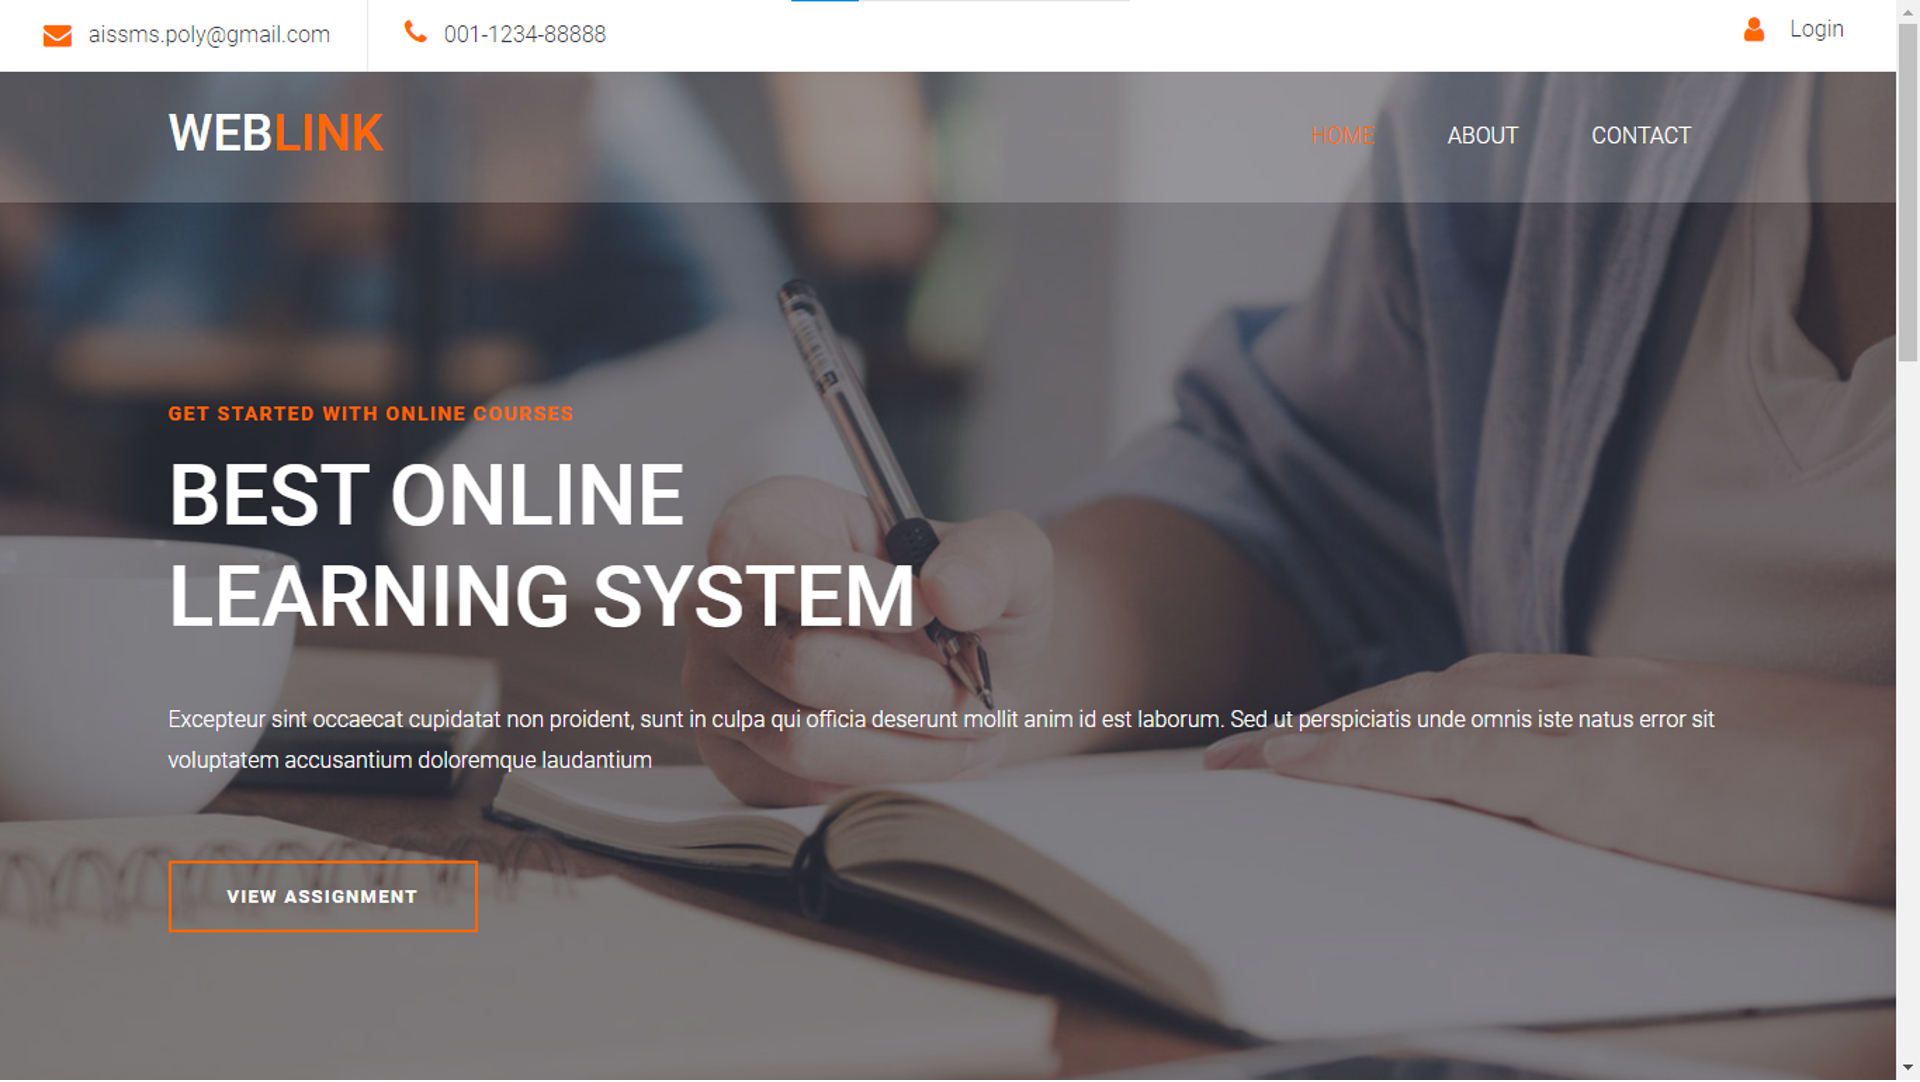 aissms.poly@gmail.com
001-1234-88888
Login
WEBLINK
HOME
ABOUT
CONTACT
GET STARTED WITH ONLINE COURSES
BEST ONLINE
LEARNING SYSTEM
Excepteur sint occaecat cupidatat non proident, sunt in culpa qui officia deserunt mollit anim id est laborum. Sed ut perspiciatis unde omnis iste natus error sit
voluptatem accusantium doloremque laudantium
VIEW ASSIGNMENT